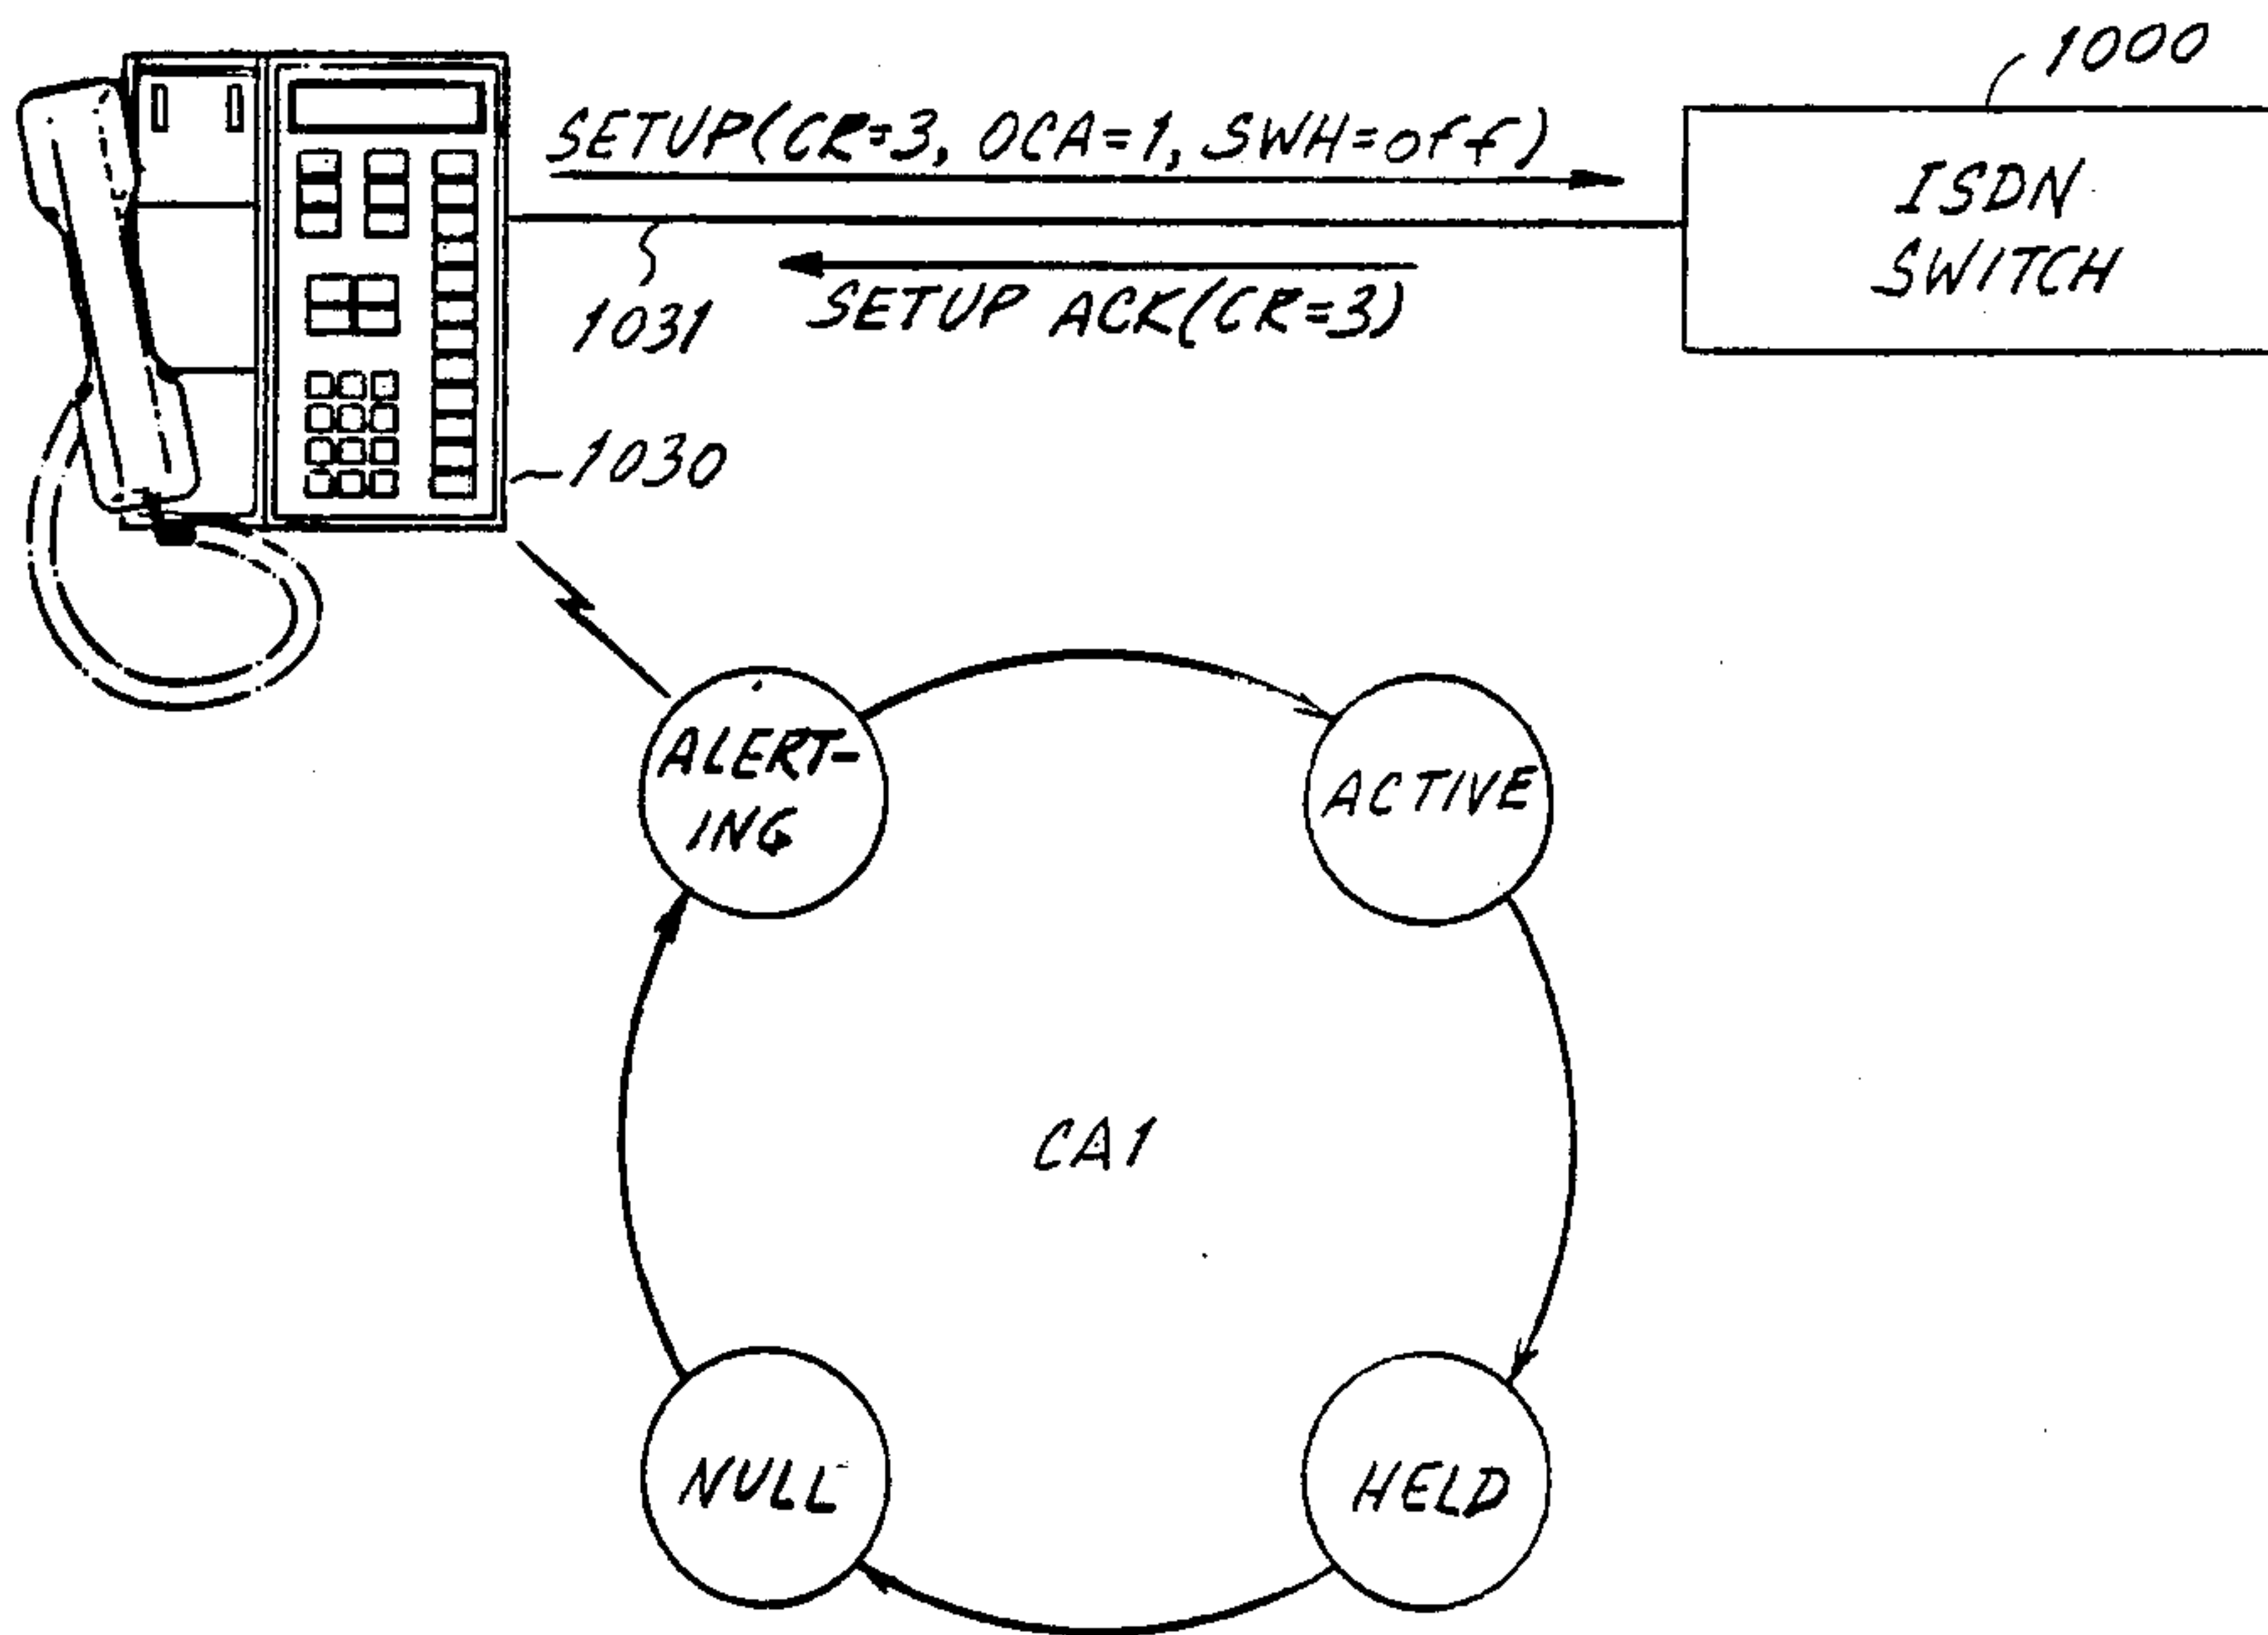 1000
SETUP(CR=3, OCA=1, SWH=off)
ISDN
SWITCH
1031
SETUP ACK(CR=3)
1030
ALERT-
ING
ACTIVE
CA1
NULL
HELD